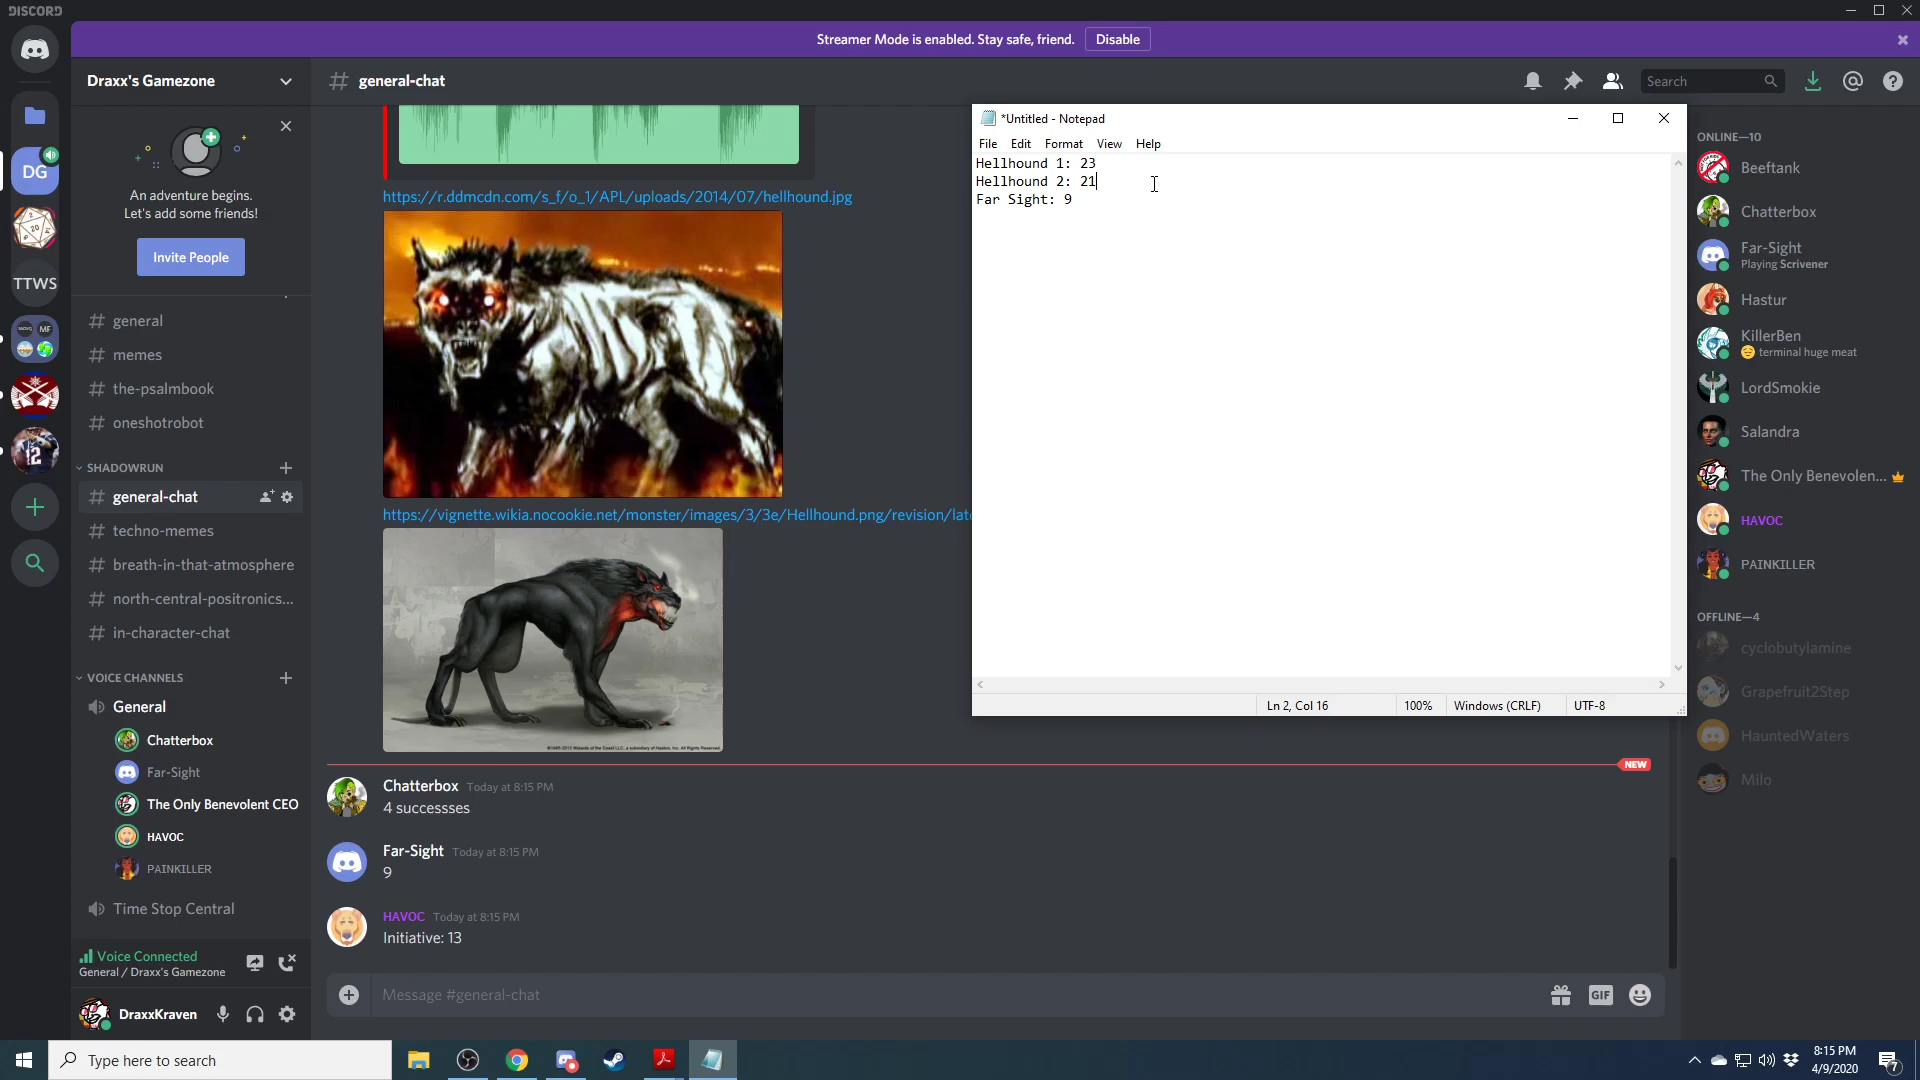 DISCORD
Streamer Mode is enabled. Stay safe, friend.
Disable
Draxx's Gamezone
general-chat
Search
DG
TTWS
An adventure begins.
Let's add some friends!
Invite People
general
memes
the-psalmbook
oneshotrobot
SHADOWRUN
general-chat
techno-memes
breath-in-that-atmosphere
north-central-positronics...
in-character-chat
VOICE CHANNELS
General
Chatterbox
Far-Sight
The Only Benevolent CEO
HAVOC
PAINKILLER
Time Stop Central
Voice Connected
General / Draxx's Gamezone
DraxxKraven
https://r.ddmcdn.com/s_f/o_1/APL/uploads/2014/07/hellhound.jpg
https://vignette.wikia.nocookie.net/monster/images/3/3e/Hellhound.png/revision/lat
NEW
Chatterbox Today at 8:15 PM
4 successses
Far-Sight Today at 8:15 PM
9
HAVOC Today at 8:15 PM
Initiative: 13
Message #general-chat
GIF
*Untitled - Notepad
File Edit Format View Help
Hellhound 1: 23
Hellhound 2: 21
Far Sight: 9
Ln 2, Col 16
100%
Windows (CRLF)
UTF-8
ONLINE—10
Beeftank
Chatterbox
Far-Sight
Playing Scrivener
Hastur
KillerBen
terminal huge meat
LordSmokie
Salandra
The Only Benevolen...
HAVOC
PAINKILLER
OFFLINE—4
cyclobutylamine
Grapefruit2Step
HauntedWaters
Milo
Type here to search
8:15 PM
4/9/2020
7